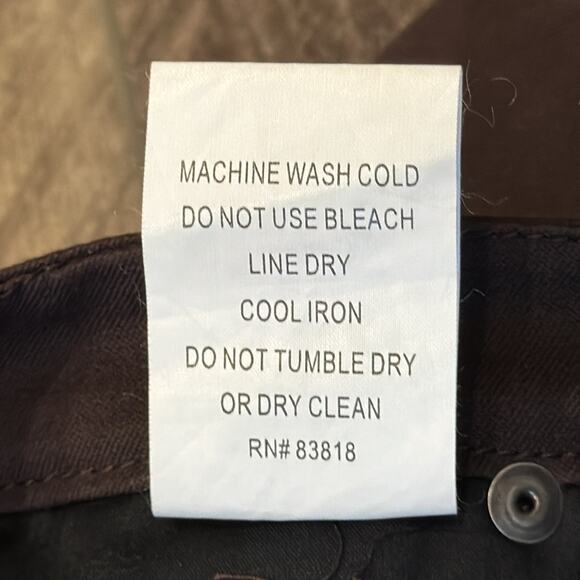 MACHINE WASH COLD
DO NOT USE BLEACH
LINE DRY
COOL IRON
DO NOT TUMBLE DRY
OR DRY CLEAN
RN# 83818